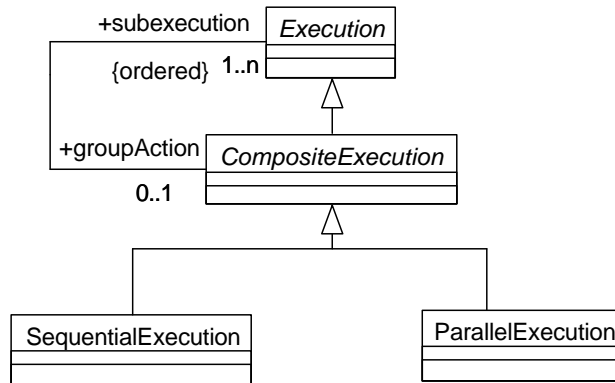 +subexecution
Execution
{ordered}
1..n
+groupAction
CompositeExecution
0..1
SequentialExecution
ParallelExecution